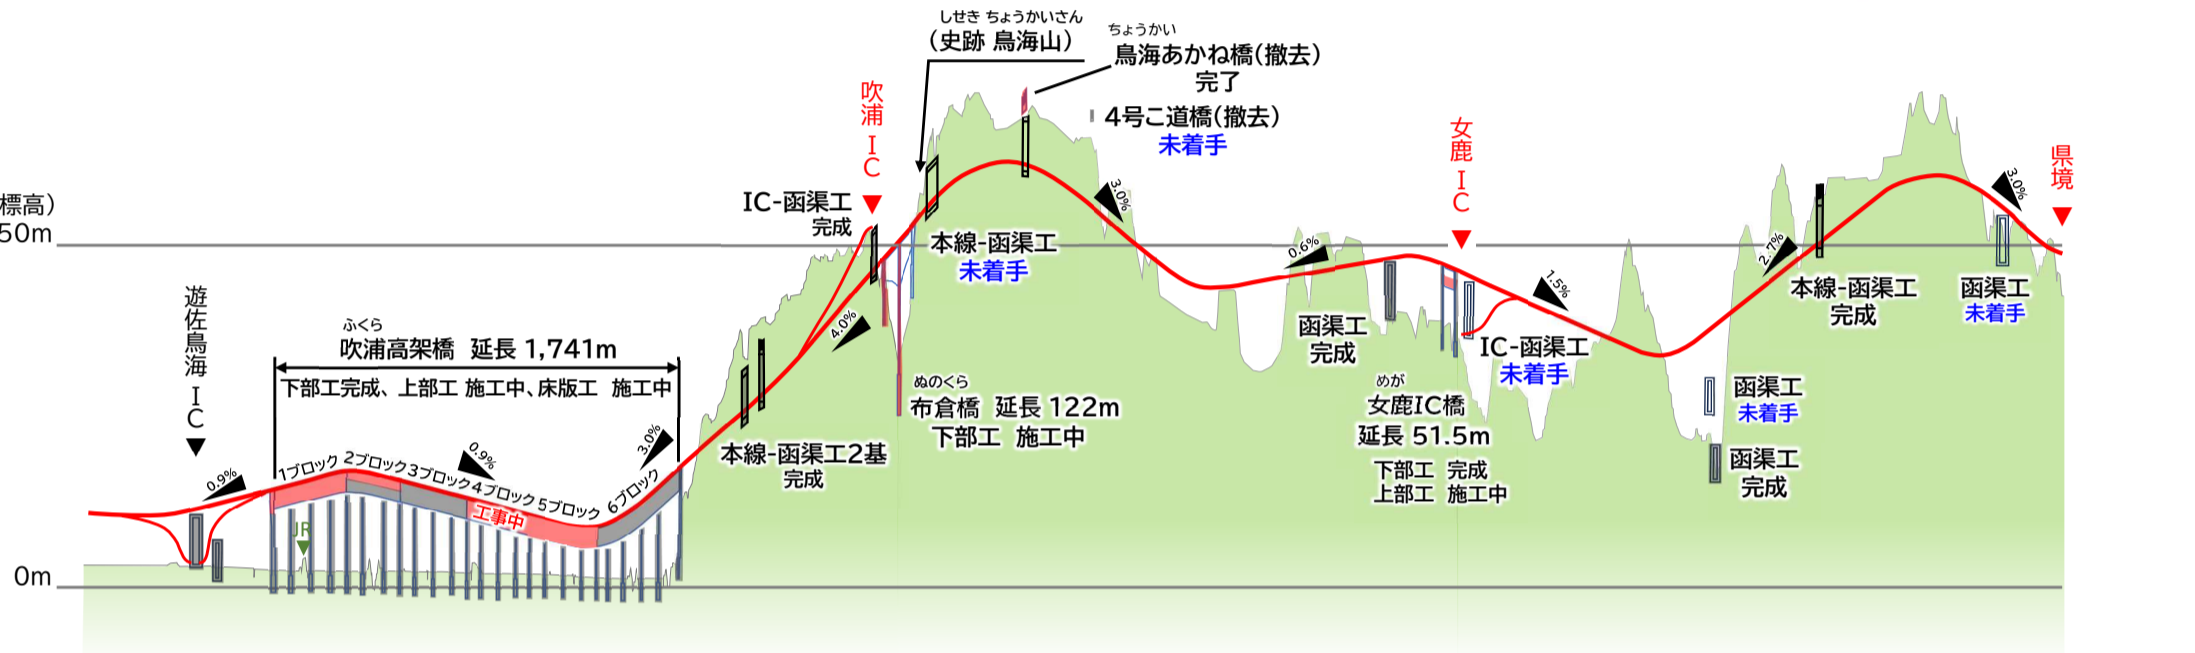 標高）
50m
0m
遊佐鳥海IC
0.9%
ふくら
吹浦高架橋 延長 1,741m
下部工完成、上部工 施工中、床版工 施工中
1ブロック
2ブロック
3ブロック
0.9%
4ブロック
工事中
5ブロック
6ブロック
3.0%
JR
本線-函渠工2基
完成
IC-函渠工
完成
吹浦IC
4.0%
しせき ちょうかいさん
（史跡 鳥海山）
ちょうかい
鳥海あかね橋（撤去）
完了
4号こ道橋（撤去）
未着手
本線-函渠工
未着手
ぬのくら
布倉橋 延長 122m
下部工 施工中
3.0%
0.6%
函渠工
完成
女鹿IC
めが
女鹿IC橋
延長 51.5m
下部工 完成
上部工 施工中
1.5%
IC-函渠工
未着手
函渠工
未着手
函渠工
完成
2.7%
本線-函渠工
完成
3.0%
函渠工
未着手
県境